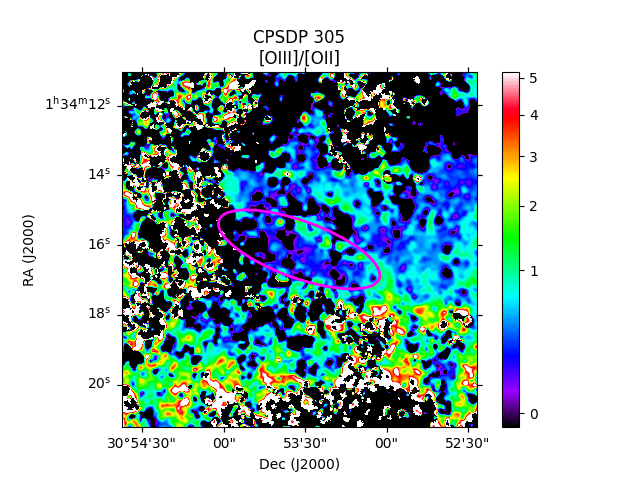 CPSDP 305
[OIII]/[OII]
1ʰ34ᵐ12ˢ
14ˢ
16ˢ
18ˢ
20ˢ
RA (J2000)
30°54'30" 00" 53'30" 00" 52'30"
Dec (J2000)
5
4
3
2
1
0